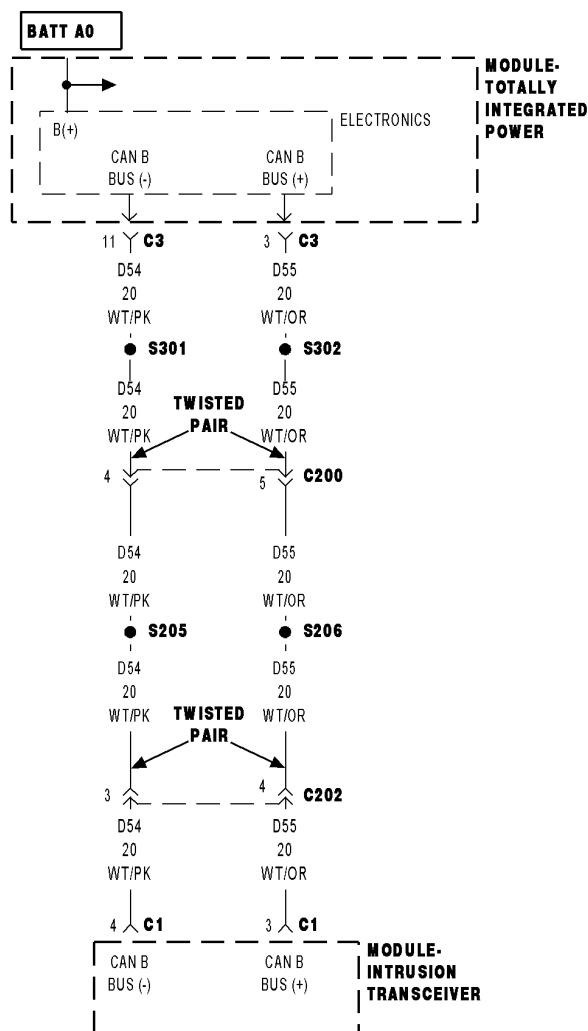 BATT A0
MODULE-
TOTALLY
INTEGRATED
POWER
ELECTRONICS
B(+)
CAN B
BUS (-)
CAN B
BUS (+)
11 C3
3 C3
D54
20
WT/PK
D55
20
WT/OR
S301
S302
D54
20
WT/PK
D55
20
WT/OR
TWISTED
PAIR
4
5
C200
D54
20
WT/PK
D55
20
WT/OR
S205
S206
D54
20
WT/PK
D55
20
WT/OR
TWISTED
PAIR
3
4
C202
D54
20
WT/PK
D55
20
WT/OR
4 C1
3 C1
MODULE-
INTRUSION
TRANSCEIVER
CAN B
BUS (-)
CAN B
BUS (+)